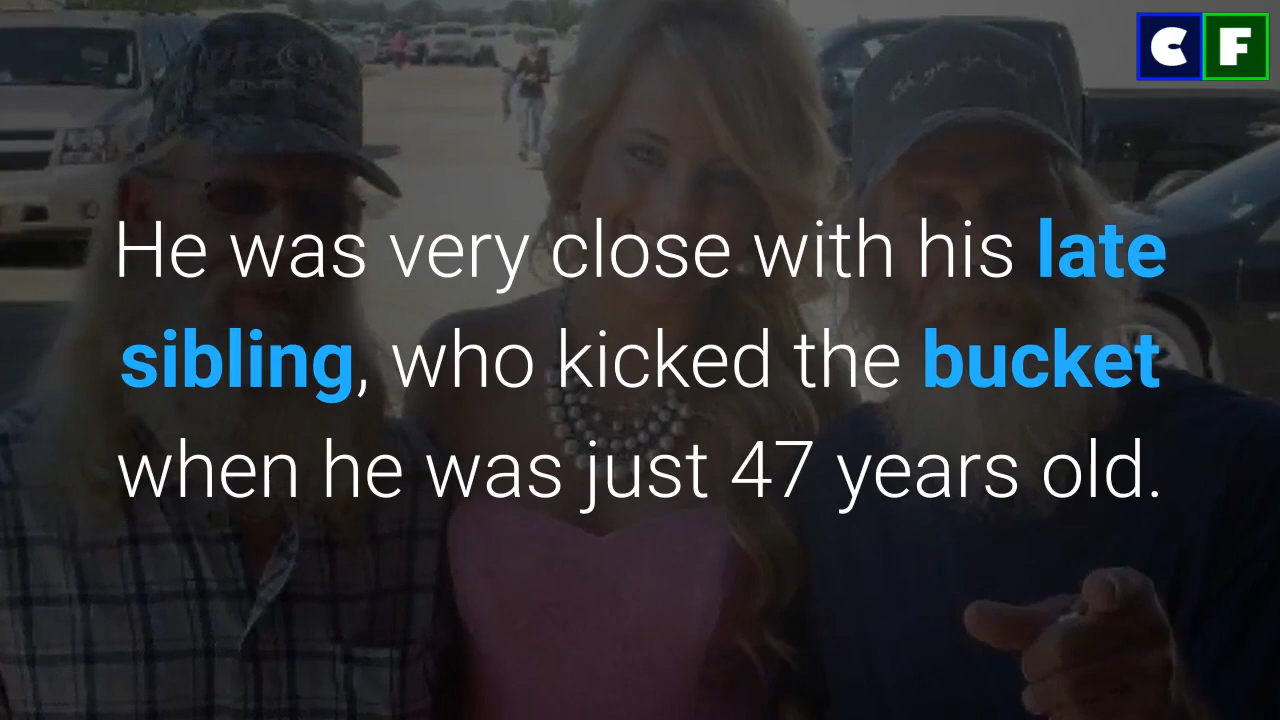 C F
He was very close with his late
sibling, who kicked the bucket
when he was just 47 years old.